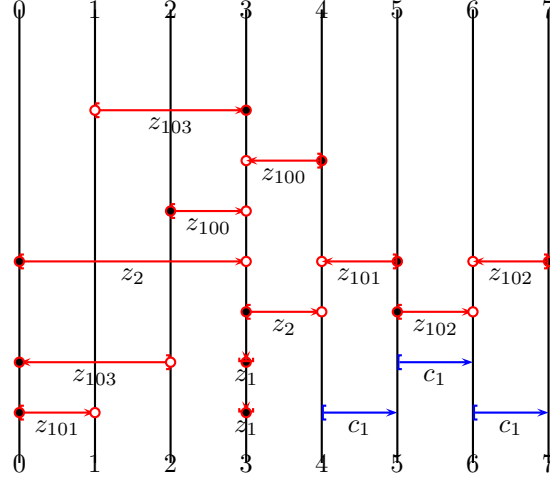 0 1 2 3 4 5 6 7
z₁₀₃
z₁₀₀
z₁₀₀
z₂ z₁₀₁ z₁₀₂
z₂ z₁₀₂
z₁₀₃ z₁ c₁
z₁₀₁ z₁ c₁ c₁
0 1 2 3 4 5 6 7